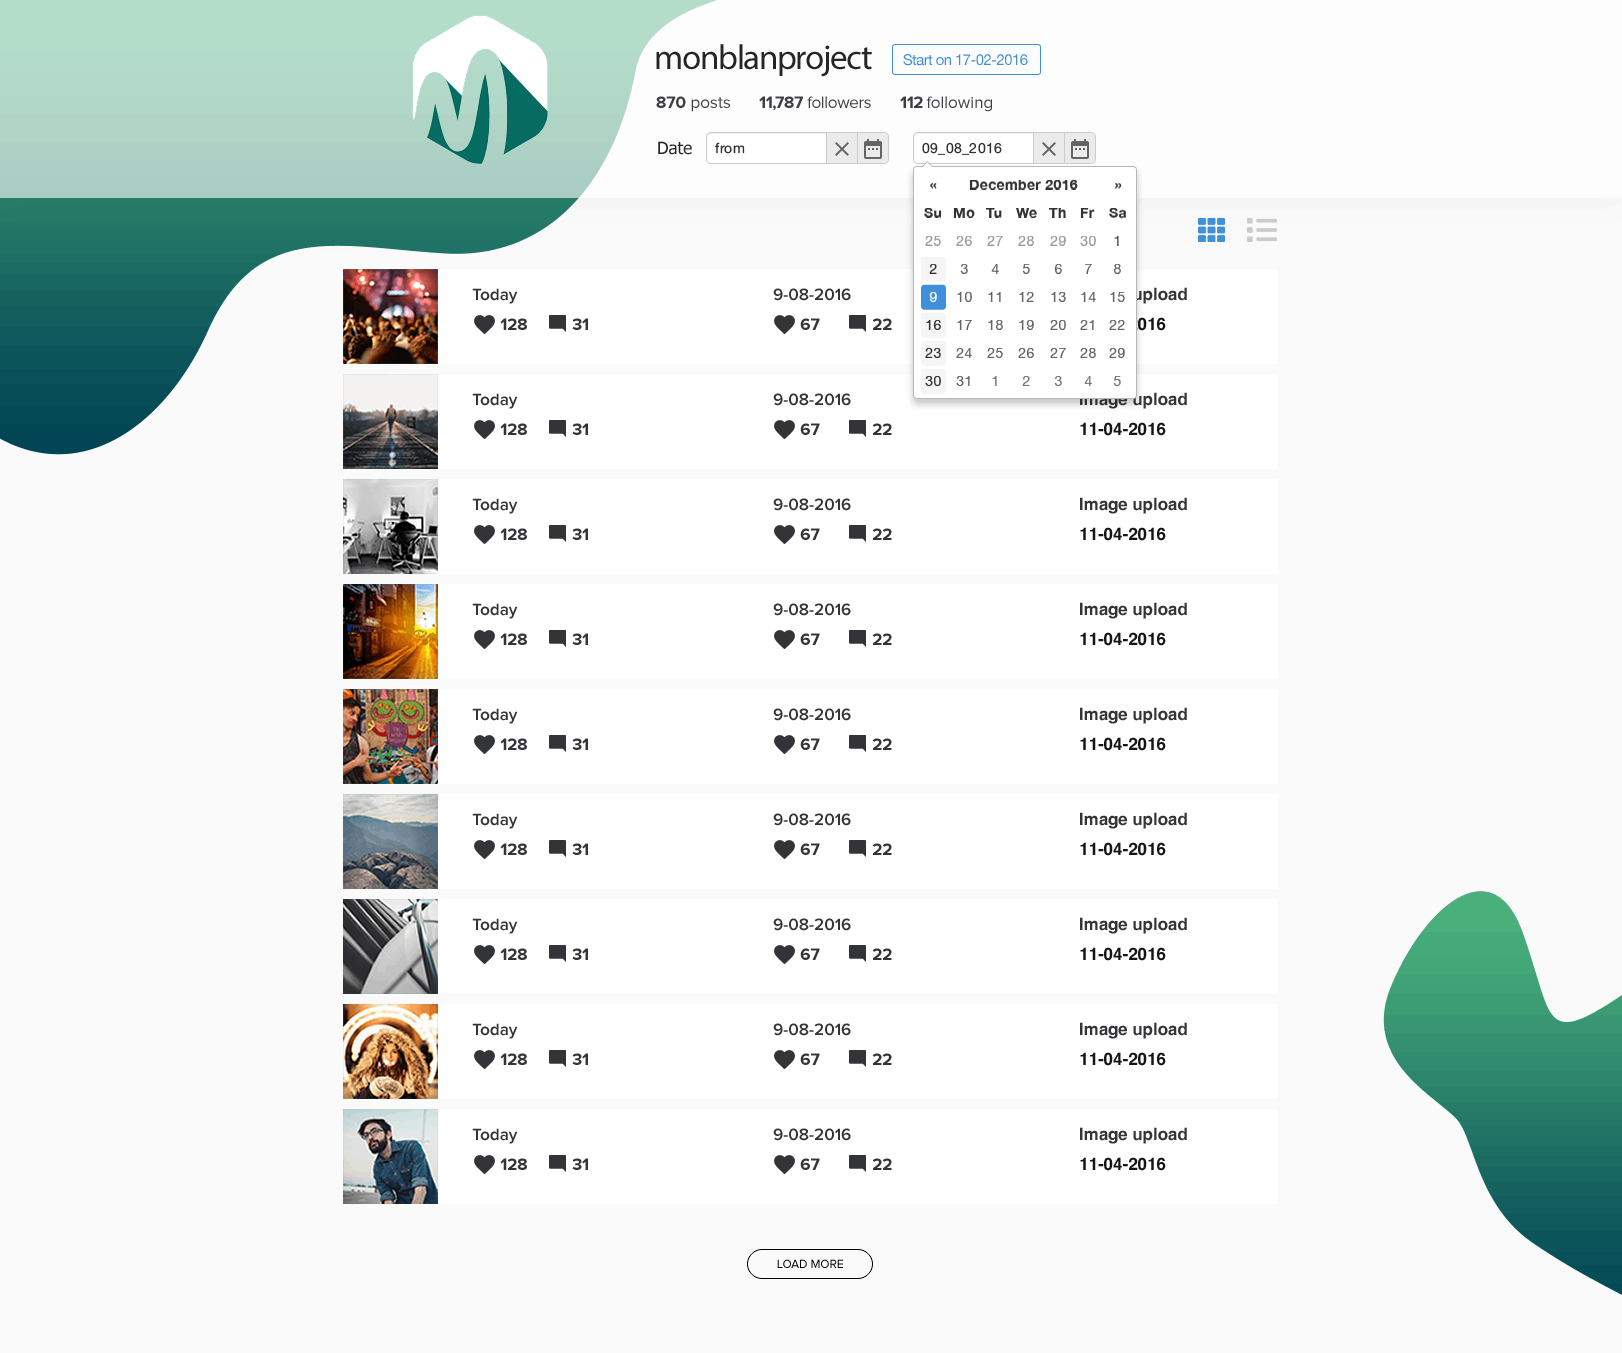 monblanproject Start on 17-02-2016
870 posts 11,787 followers 112 following
Date from 09_08_2016
« December 2016 »
Su Mo Tu We Th Fr Sa
25 26 27 28 29 30 1
2 3 4 5 6 7 8
9 10 11 12 13 14 15
16 17 18 19 20 21 22
23 24 25 26 27 28 29
30 31 1 2 3 4 5
Today 9-08-2016 upload
128 31 67 22 016
Today 9-08-2016 Image upload
128 31 67 22 11-04-2016
Today 9-08-2016 Image upload
128 31 67 22 11-04-2016
Today 9-08-2016 Image upload
128 31 67 22 11-04-2016
Today 9-08-2016 Image upload
128 31 67 22 11-04-2016
Today 9-08-2016 Image upload
128 31 67 22 11-04-2016
Today 9-08-2016 Image upload
128 31 67 22 11-04-2016
Today 9-08-2016 Image upload
128 31 67 22 11-04-2016
Today 9-08-2016 Image upload
128 31 67 22 11-04-2016
LOAD MORE